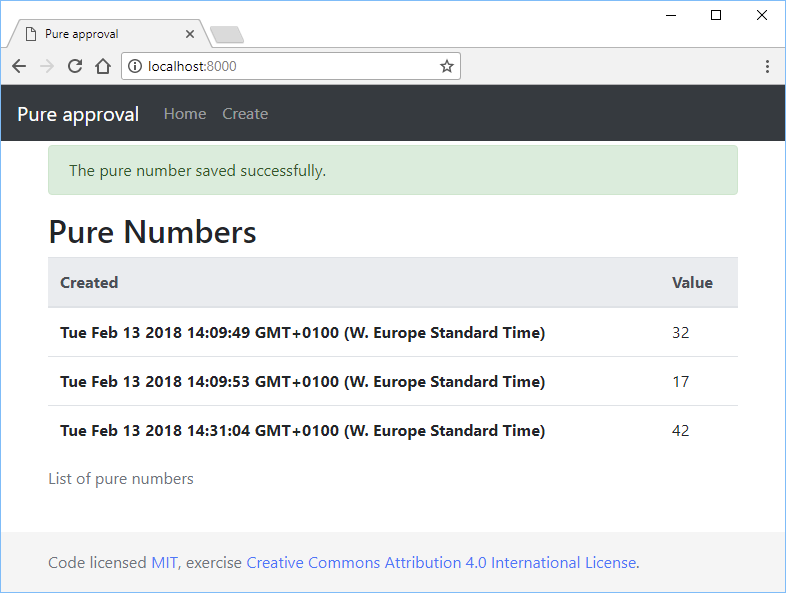 Pure approval
localhost:8000
Pure approval Home Create
The pure number saved successfully.
Pure Numbers
Created Value
Tue Feb 13 2018 14:09:49 GMT+0100 (W. Europe Standard Time) 32
Tue Feb 13 2018 14:09:53 GMT+0100 (W. Europe Standard Time) 17
Tue Feb 13 2018 14:31:04 GMT+0100 (W. Europe Standard Time) 42
List of pure numbers
Code licensed MIT, exercise Creative Commons Attribution 4.0 International License.